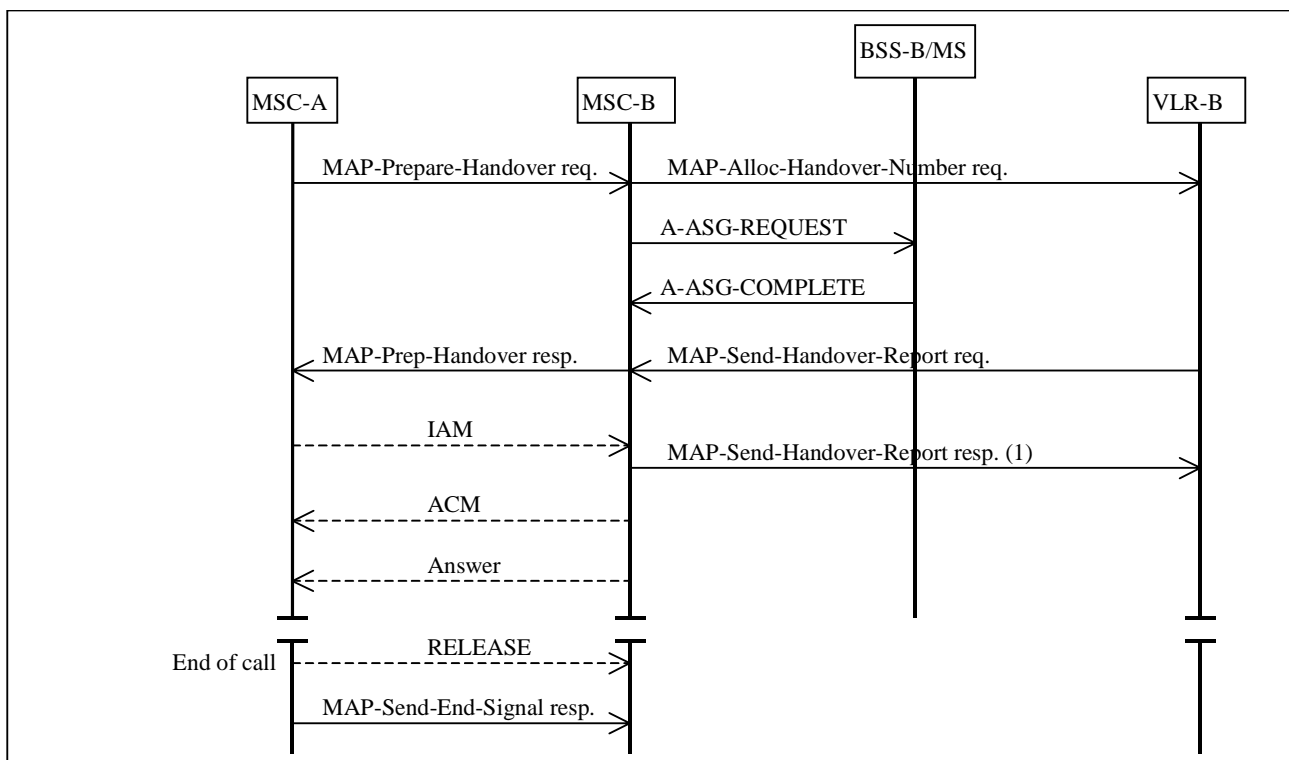 BSS-B/MS
MSC-A
MSC-B
VLR-B
MAP-Prepare-Handover req.
MAP-Alloc-Handover-Number req.
A-ASG-REQUEST
A-ASG-COMPLETE
MAP-Prep-Handover resp.
MAP-Send-Handover-Report req.
IAM
MAP-Send-Handover-Report resp. (1)
ACM
Answer
RELEASE
End of call
MAP-Send-End-Signal resp.